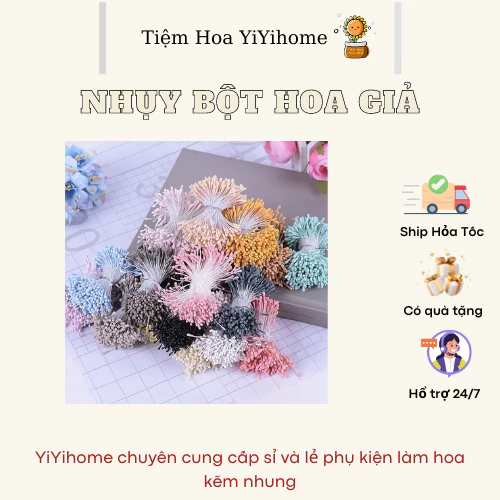 Tiệm Hoa YiYihome
NHỤY BỘT HOA GIẢ
Ship Hỏa Tốc
Có quà tặng
Hổ trợ 24/7
YiYihome chuyên cung cấp sỉ và lẻ phụ kiện làm hoa
kẽm nhung